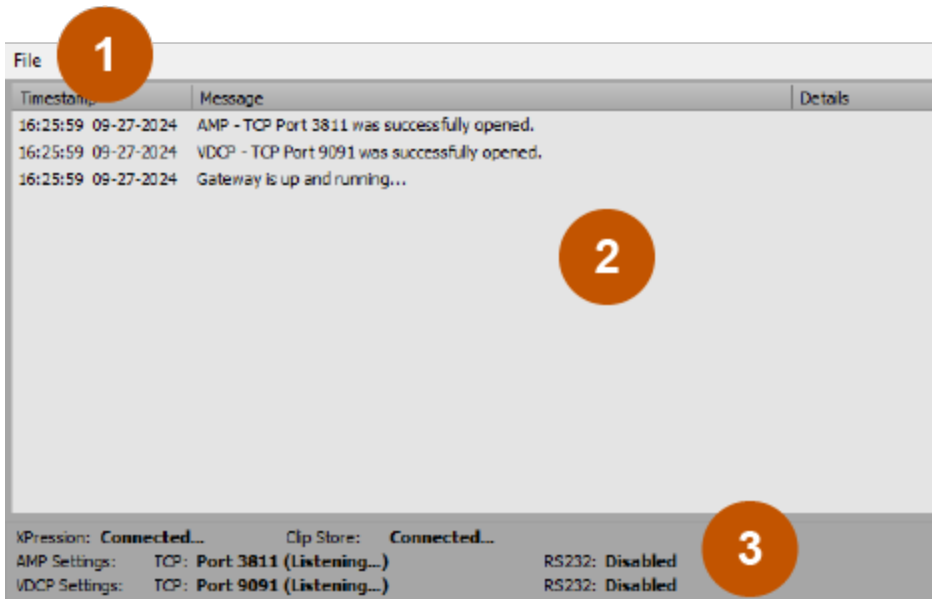 1
File
Timestamp Message Details
16:25:59 09-27-2024 AMP - TCP Port 3811 was successfully opened.
16:25:59 09-27-2024 VDCP - TCP Port 9091 was successfully opened.
16:25:59 09-27-2024 Gateway is up and running...
2
XPression: Connected... Clip Store: Connected...
AMP Settings: TCP: Port 3811 (Listening...) RS232: Disabled
3
VDCP Settings: TCP: Port 9091 (Listening...) RS232: Disabled